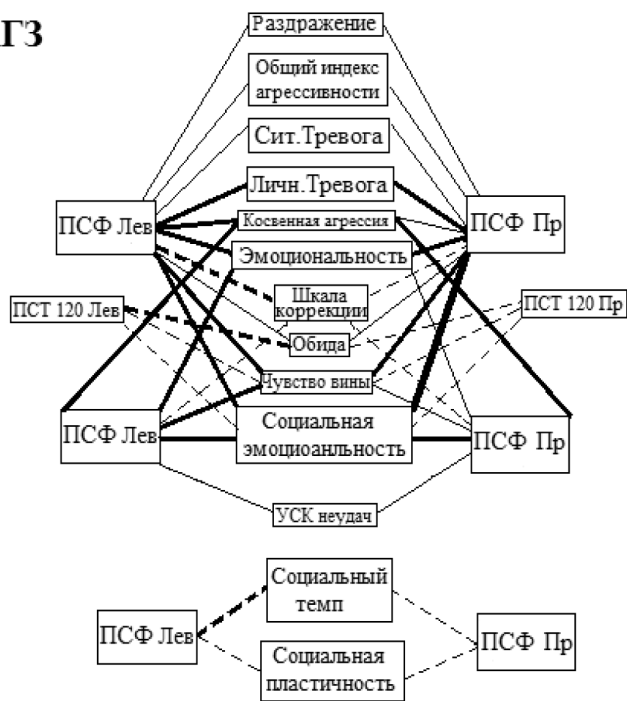 ГЗ
Раздражение
Общий индекс
агрессивности
Сит.Тревога
Личн.Тревога
ПСФ Лев
Косвенная агрессия
ПСФ Пр
Эмоциональность
Шкала
коррекции
ПСТ 120 Лев
ПСТ 120 Пр
Обида
Чувство вины
ПСФ Лев
Социальная
эмоциоанльность
ПСФ Пр
УСК неудач
Социальный
темп
ПСФ Лев
ПСФ Пр
Социальная
пластичность